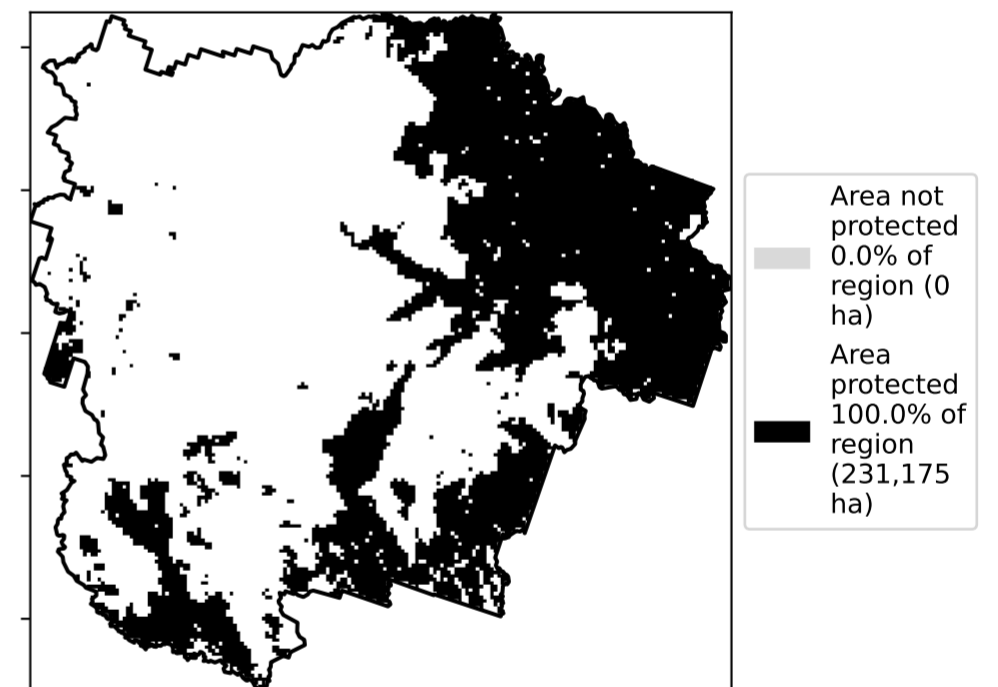 Area not
protected
0.0% of
region (0
ha)
Area
protected
100.0% of
region
(231,175
ha)